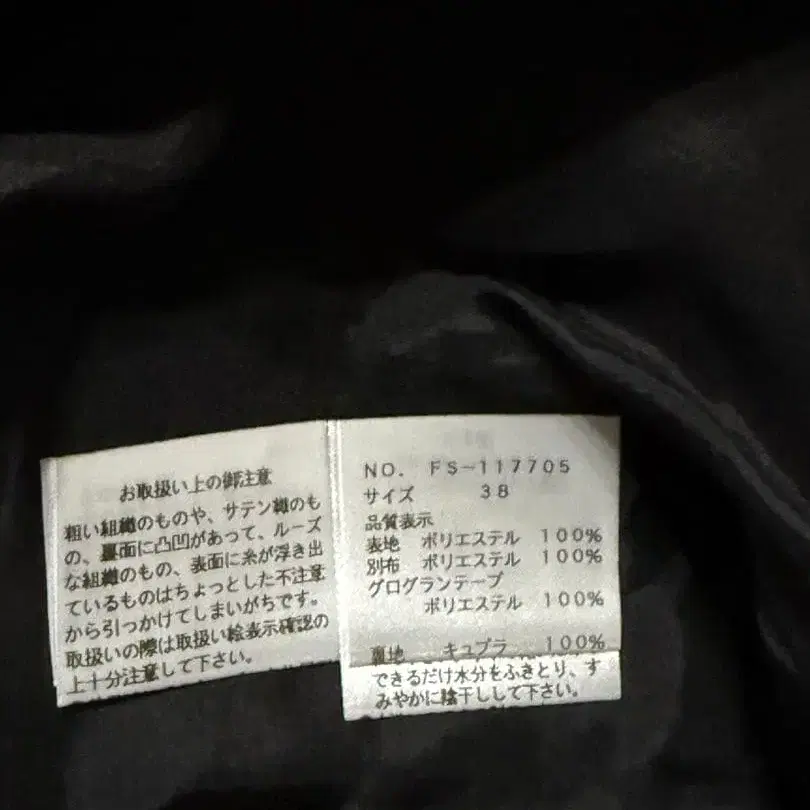 お取扱い上の御注意
粗い組織のものや、サテン織のも
の、裏面に凸凹があって、ルーズ
な組織のもの、表面に糸が浮き出
ているものはちょっとした不注意
から引っかけてしまいがちです。
取扱いの際は取扱い絵表示確認の
上十分注意して下さい。
NO. FS-117705
サイズ 38
品質表示
表地 ポリエステル 100%
別布 ポリエステル 100%
グログランテープ
ポリエステル 100%
裏地 キュプラ 100%
できるだけ水分をふきとり、す
みやかに陰干しして下さい。